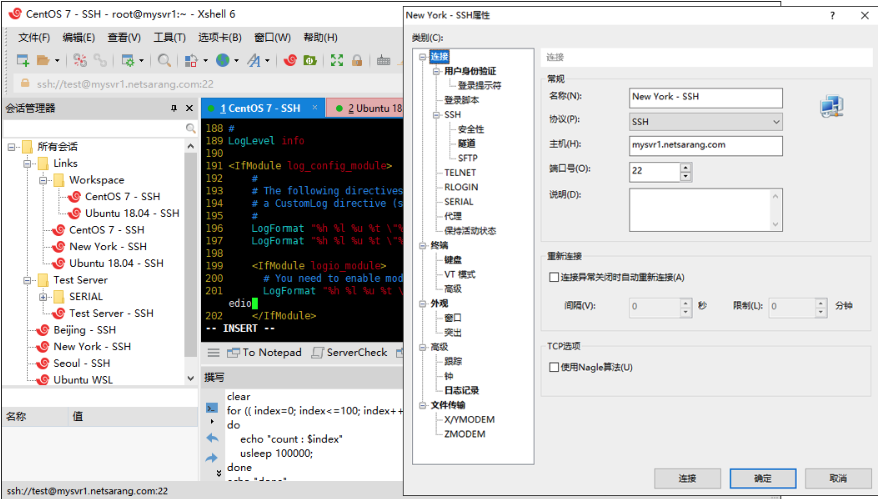 CentOS 7 - SSH - root@mysvr1:~ - Xshell 6
文件(F) 编辑(E) 查看(V) 工具(T) 选项卡(B) 窗口(W) 帮助(H)
ssh://test@mysvr1.netsarang.com:22
会话管理器
所有会话
Links
Workspace
CentOS 7 - SSH
Ubuntu 18.04 - SSH
CentOS 7 - SSH
New York - SSH
Ubuntu 18.04 - SSH
Test Server
SERIAL
Test Server - SSH
Beijing - SSH
New York - SSH
Seoul - SSH
Ubuntu WSL
名称 值
ssh://test@mysvr1.netsarang.com:22
1 CentOS 7 - SSH × 2 Ubuntu 18
188 #
189 LogLevel info
190
191 <IfModule log_config_module>
192 #
193 # The following directives
194 # a CustomLog directive (s
195 #
196 LogFormat "%h %l %u %t \"%
197 LogFormat "%h %l %u %t \"%
198
199 <IfModule logio_module>
200 # You need to enable mod
201 LogFormat "%h %l %u %t \
edio
202 </IfModule>
-- INSERT --
To Notepad ServerCheck
撰写
clear
for (( index=0; index<=100; index++
do
echo "count : $index"
usleep 100000;
done
echo "done"
New York - SSH属性 ? ×
类别(C):
连接
用户身份验证
登录提示符
登录脚本
SSH
安全性
隧道
SFTP
TELNET
RLOGIN
SERIAL
代理
保持活动状态
终端
键盘
VT 模式
高级
外观
窗口
突出
高级
跟踪
钟
日志记录
文件传输
X/YMODEM
ZMODEM
连接
常规
名称(N): New York - SSH
协议(P): SSH
主机(H): mysvr1.netsarang.com
端口号(O): 22
说明(D):
重新连接
连接异常关闭时自动重新连接(A)
间隔(V): 0 秒 限制(L): 0 分钟
TCP选项
使用Nagle算法(U)
连接 确定 取消